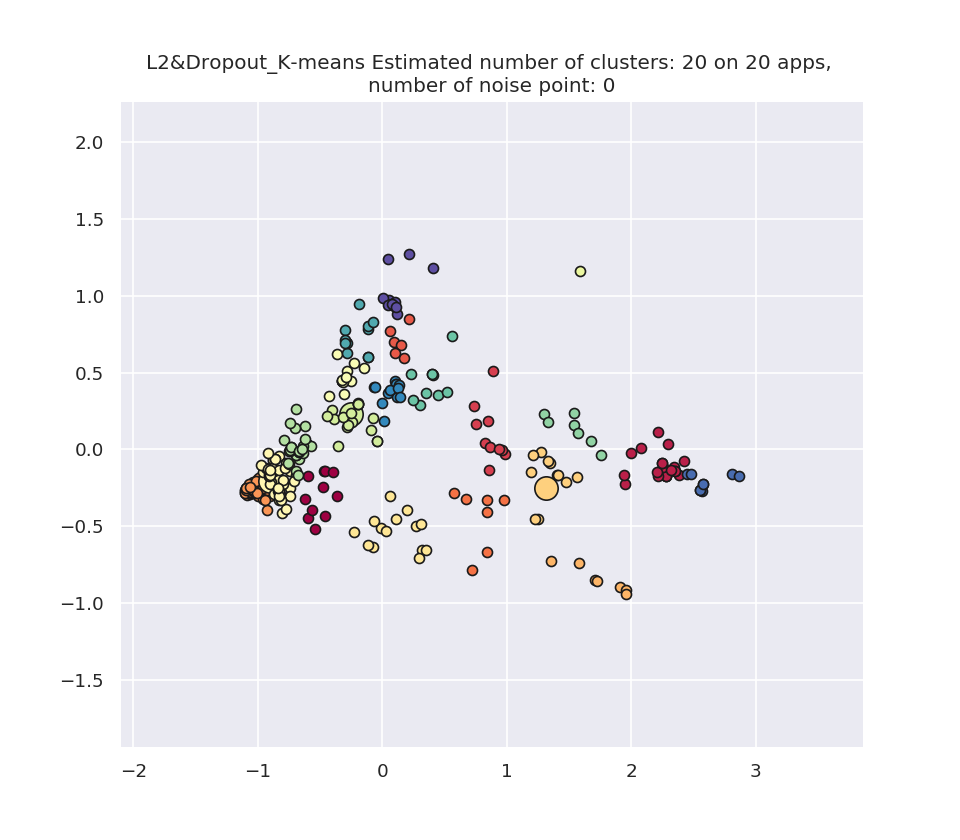 L2&Dropout_K-means Estimated number of clusters: 20 on 20 apps,
number of noise point: 0
2.0
1.5
1.0
0.5
0.0
−0.5
−1.0
−1.5
−2 −1 0 1 2 3